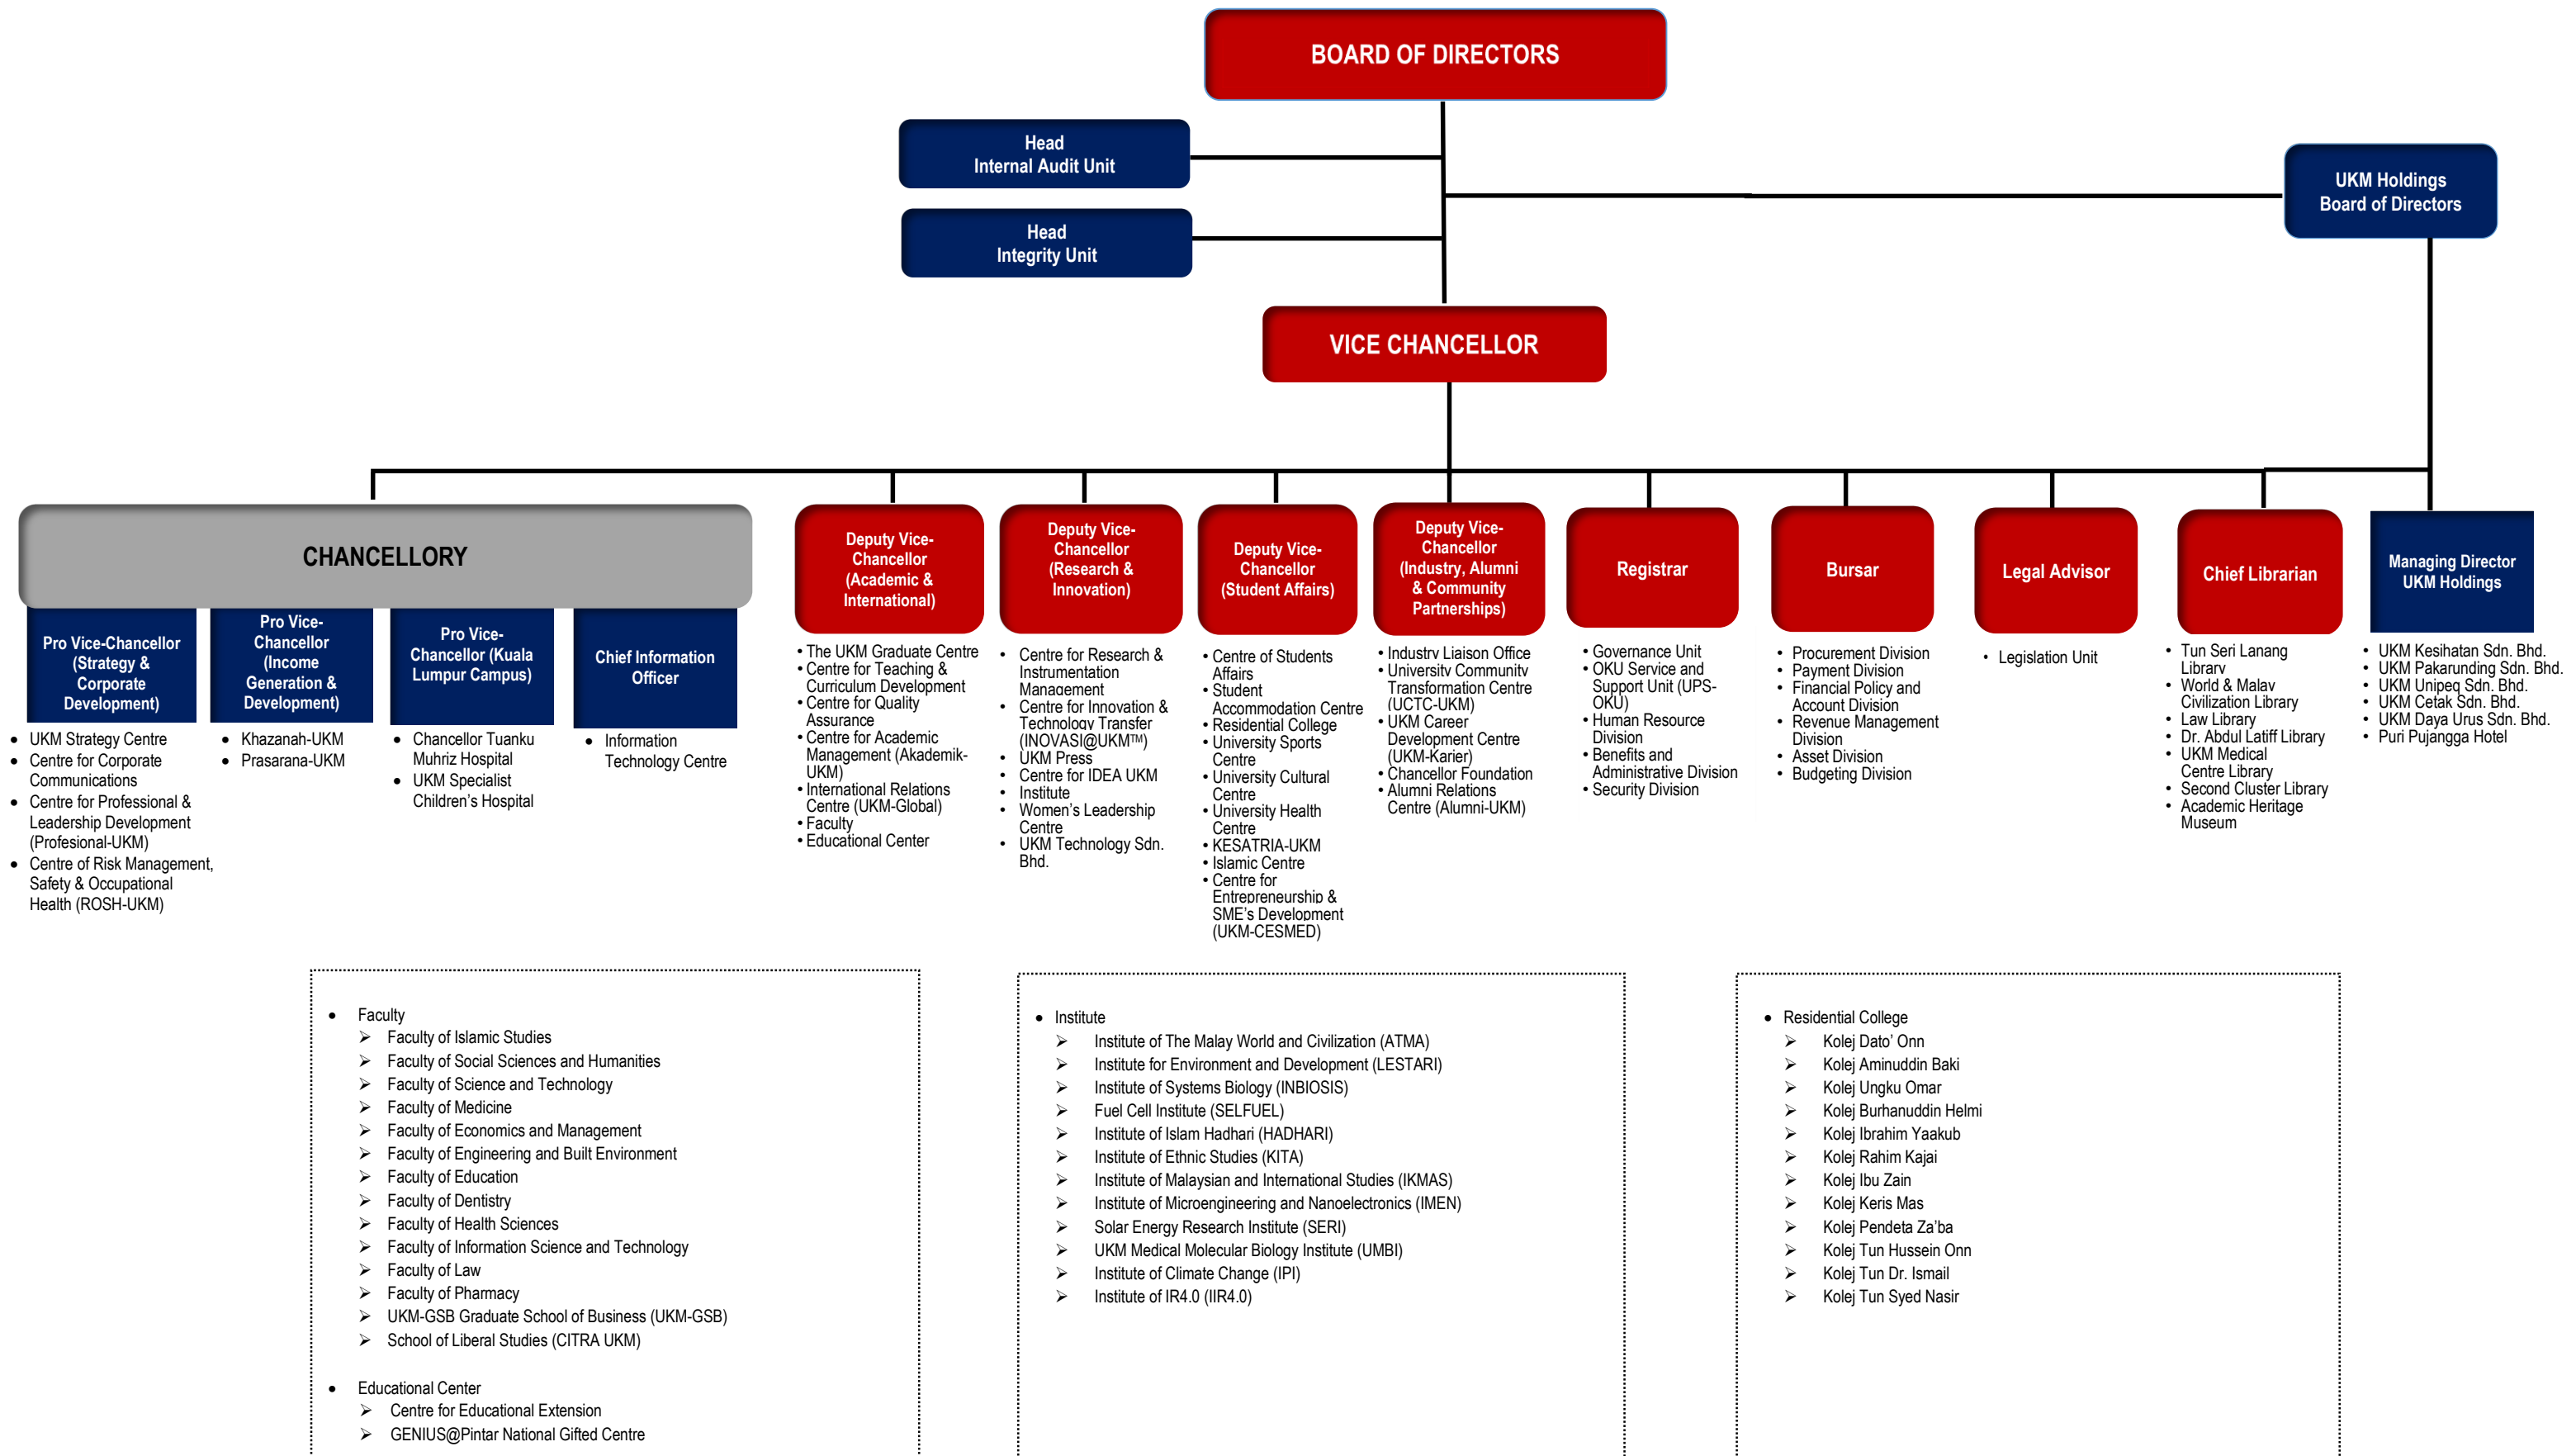 BOARD OF DIRECTORS
Head
Internal Audit Unit
UKM Holdings
Board of Directors
Head
Integrity Unit
VICE CHANCELLOR
CHANCELLORY
Pro Vice-Chancellor
(Strategy &
Corporate
Development)
• UKM Strategy Centre
• Centre for Corporate
Communications
• Centre for Professional &
Leadership Development
(Profesional-UKM)
• Centre of Risk Management,
Safety & Occupational
Health (ROSH-UKM)
Pro Vice-
Chancellor
(Income
Generation &
Development)
• Khazanah-UKM
• Prasarana-UKM
Pro Vice-
Chancellor (Kuala
Lumpur Campus)
• Chancellor Tuanku
Muhriz Hospital
• UKM Specialist
Children's Hospital
Chief Information
Officer
• Information
Technology Centre
Deputy Vice-
Chancellor
(Academic &
International)
• The UKM Graduate Centre
• Centre for Teaching &
Curriculum Development
• Centre for Quality
Assurance
• Centre for Academic
Management (Akademik-
UKM)
• International Relations
Centre (UKM-Global)
• Faculty
• Educational Center
Deputy Vice-
Chancellor
(Research &
Innovation)
• Centre for Research &
Instrumentation
Management
• Centre for Innovation &
Technology Transfer
(INOVASI@UKM™)
• UKM Press
• Centre for IDEA UKM
• Institute
• Women's Leadership
Centre
• UKM Technology Sdn.
Bhd.
Deputy Vice-
Chancellor
(Student Affairs)
• Centre of Students
Affairs
• Student
Accommodation Centre
• Residential College
• University Sports
Centre
• University Cultural
Centre
• University Health
Centre
• KESATRIA-UKM
• Islamic Centre
• Centre for
Entrepreneurship &
SME's Development
(UKM-CESMED)
Deputy Vice-
Chancellor
(Industry, Alumni
& Community
Partnerships)
• Industry Liaison Office
• University Community
Transformation Centre
(UCTC-UKM)
• UKM Career
Development Centre
(UKM-Karier)
• Chancellor Foundation
• Alumni Relations
Centre (Alumni-UKM)
Registrar
• Governance Unit
• OKU Service and
Support Unit (UPS-
OKU)
• Human Resource
Division
• Benefits and
Administrative Division
• Security Division
Bursar
• Procurement Division
• Payment Division
• Financial Policy and
Account Division
• Revenue Management
Division
• Asset Division
• Budgeting Division
Legal Advisor
• Legislation Unit
Chief Librarian
• Tun Seri Lanang
Library
• World & Malay
Civilization Library
• Law Library
• Dr. Abdul Latiff Library
• UKM Medical
Centre Library
• Second Cluster Library
• Academic Heritage
Museum
Managing Director
UKM Holdings
• UKM Kesihatan Sdn. Bhd.
• UKM Pakarunding Sdn. Bhd.
• UKM Unipeq Sdn. Bhd.
• UKM Cetak Sdn. Bhd.
• UKM Daya Urus Sdn. Bhd.
• Puri Pujangga Hotel
• Faculty
➢ Faculty of Islamic Studies
➢ Faculty of Social Sciences and Humanities
➢ Faculty of Science and Technology
➢ Faculty of Medicine
➢ Faculty of Economics and Management
➢ Faculty of Engineering and Built Environment
➢ Faculty of Education
➢ Faculty of Dentistry
➢ Faculty of Health Sciences
➢ Faculty of Information Science and Technology
➢ Faculty of Law
➢ Faculty of Pharmacy
➢ UKM-GSB Graduate School of Business (UKM-GSB)
➢ School of Liberal Studies (CITRA UKM)
• Educational Center
➢ Centre for Educational Extension
➢ GENIUS@Pintar National Gifted Centre
• Institute
➢ Institute of The Malay World and Civilization (ATMA)
➢ Institute for Environment and Development (LESTARI)
➢ Institute of Systems Biology (INBIOSIS)
➢ Fuel Cell Institute (SELFUEL)
➢ Institute of Islam Hadhari (HADHARI)
➢ Institute of Ethnic Studies (KITA)
➢ Institute of Malaysian and International Studies (IKMAS)
➢ Institute of Microengineering and Nanoelectronics (IMEN)
➢ Solar Energy Research Institute (SERI)
➢ UKM Medical Molecular Biology Institute (UMBI)
➢ Institute of Climate Change (IPI)
➢ Institute of IR4.0 (IIR4.0)
• Residential College
➢ Kolej Dato' Onn
➢ Kolej Aminuddin Baki
➢ Kolej Ungku Omar
➢ Kolej Burhanuddin Helmi
➢ Kolej Ibrahim Yaakub
➢ Kolej Rahim Kajai
➢ Kolej Ibu Zain
➢ Kolej Keris Mas
➢ Kolej Pendeta Za'ba
➢ Kolej Tun Hussein Onn
➢ Kolej Tun Dr. Ismail
➢ Kolej Tun Syed Nasir